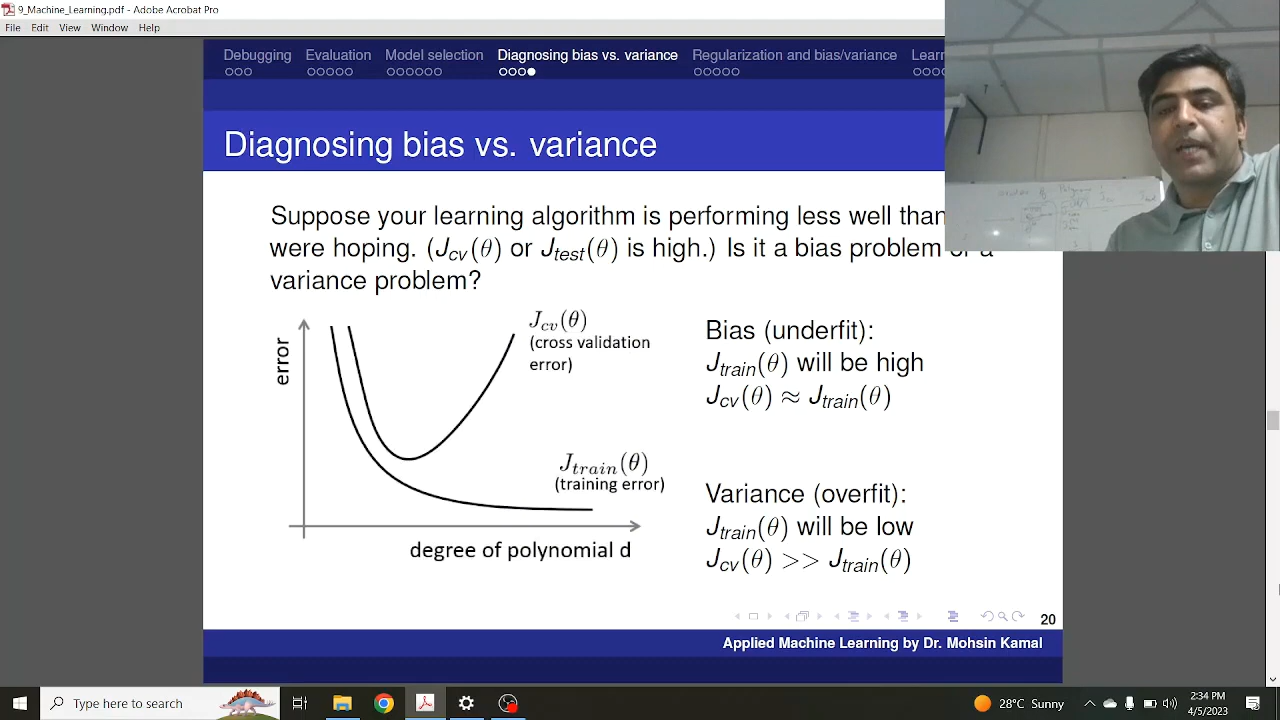 9_Machine_Learning.pdf - Adobe Acrobat Pro
File Edit View Window Help
Debugging Evaluation Model selection Diagnosing bias vs. variance Regularization and bias/variance
Diagnosing bias vs. variance
Suppose your learning algorithm is performing less well than
were hoping. (Jcv(θ) or Jtest(θ) is high.) Is it a bias problem or a
variance problem?
error
Jcv(θ)
(cross validation
error)
Jtrain(θ)
(training error)
degree of polynomial d
Bias (underfit):
Jtrain(θ) will be high
Jcv(θ) ≈ Jtrain(θ)
Variance (overfit):
Jtrain(θ) will be low
Jcv(θ) >> Jtrain(θ)
20
Applied Machine Learning by Dr. Mohsin Kamal
Type here to search
28°C Sunny
2:34 PM
4/5/2023